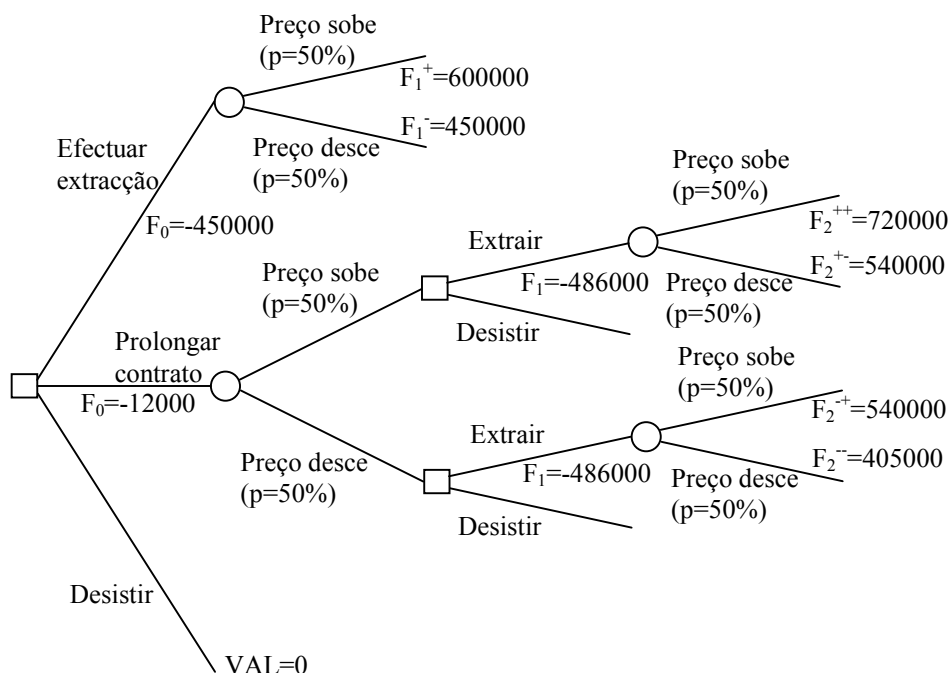 Preço sobe
(p=50%)
F₁⁺=600000
F₁⁻=450000
Preço desce
(p=50%)
Efectuar
extracção
F₀=-450000
Preço sobe
(p=50%)
F₂⁺⁺=720000
Extrair
F₂⁺⁻=540000
Preço sobe
(p=50%)
F₁=-486000
Preço desce
(p=50%)
Desistir
Prolongar
contrato
F₀=-12000
Preço sobe
(p=50%)
F₂⁻⁺=540000
Extrair
F₂⁻⁻=405000
Preço desce
(p=50%)
F₁=-486000
Preço desce
(p=50%)
Desistir
Desistir
VAL=0